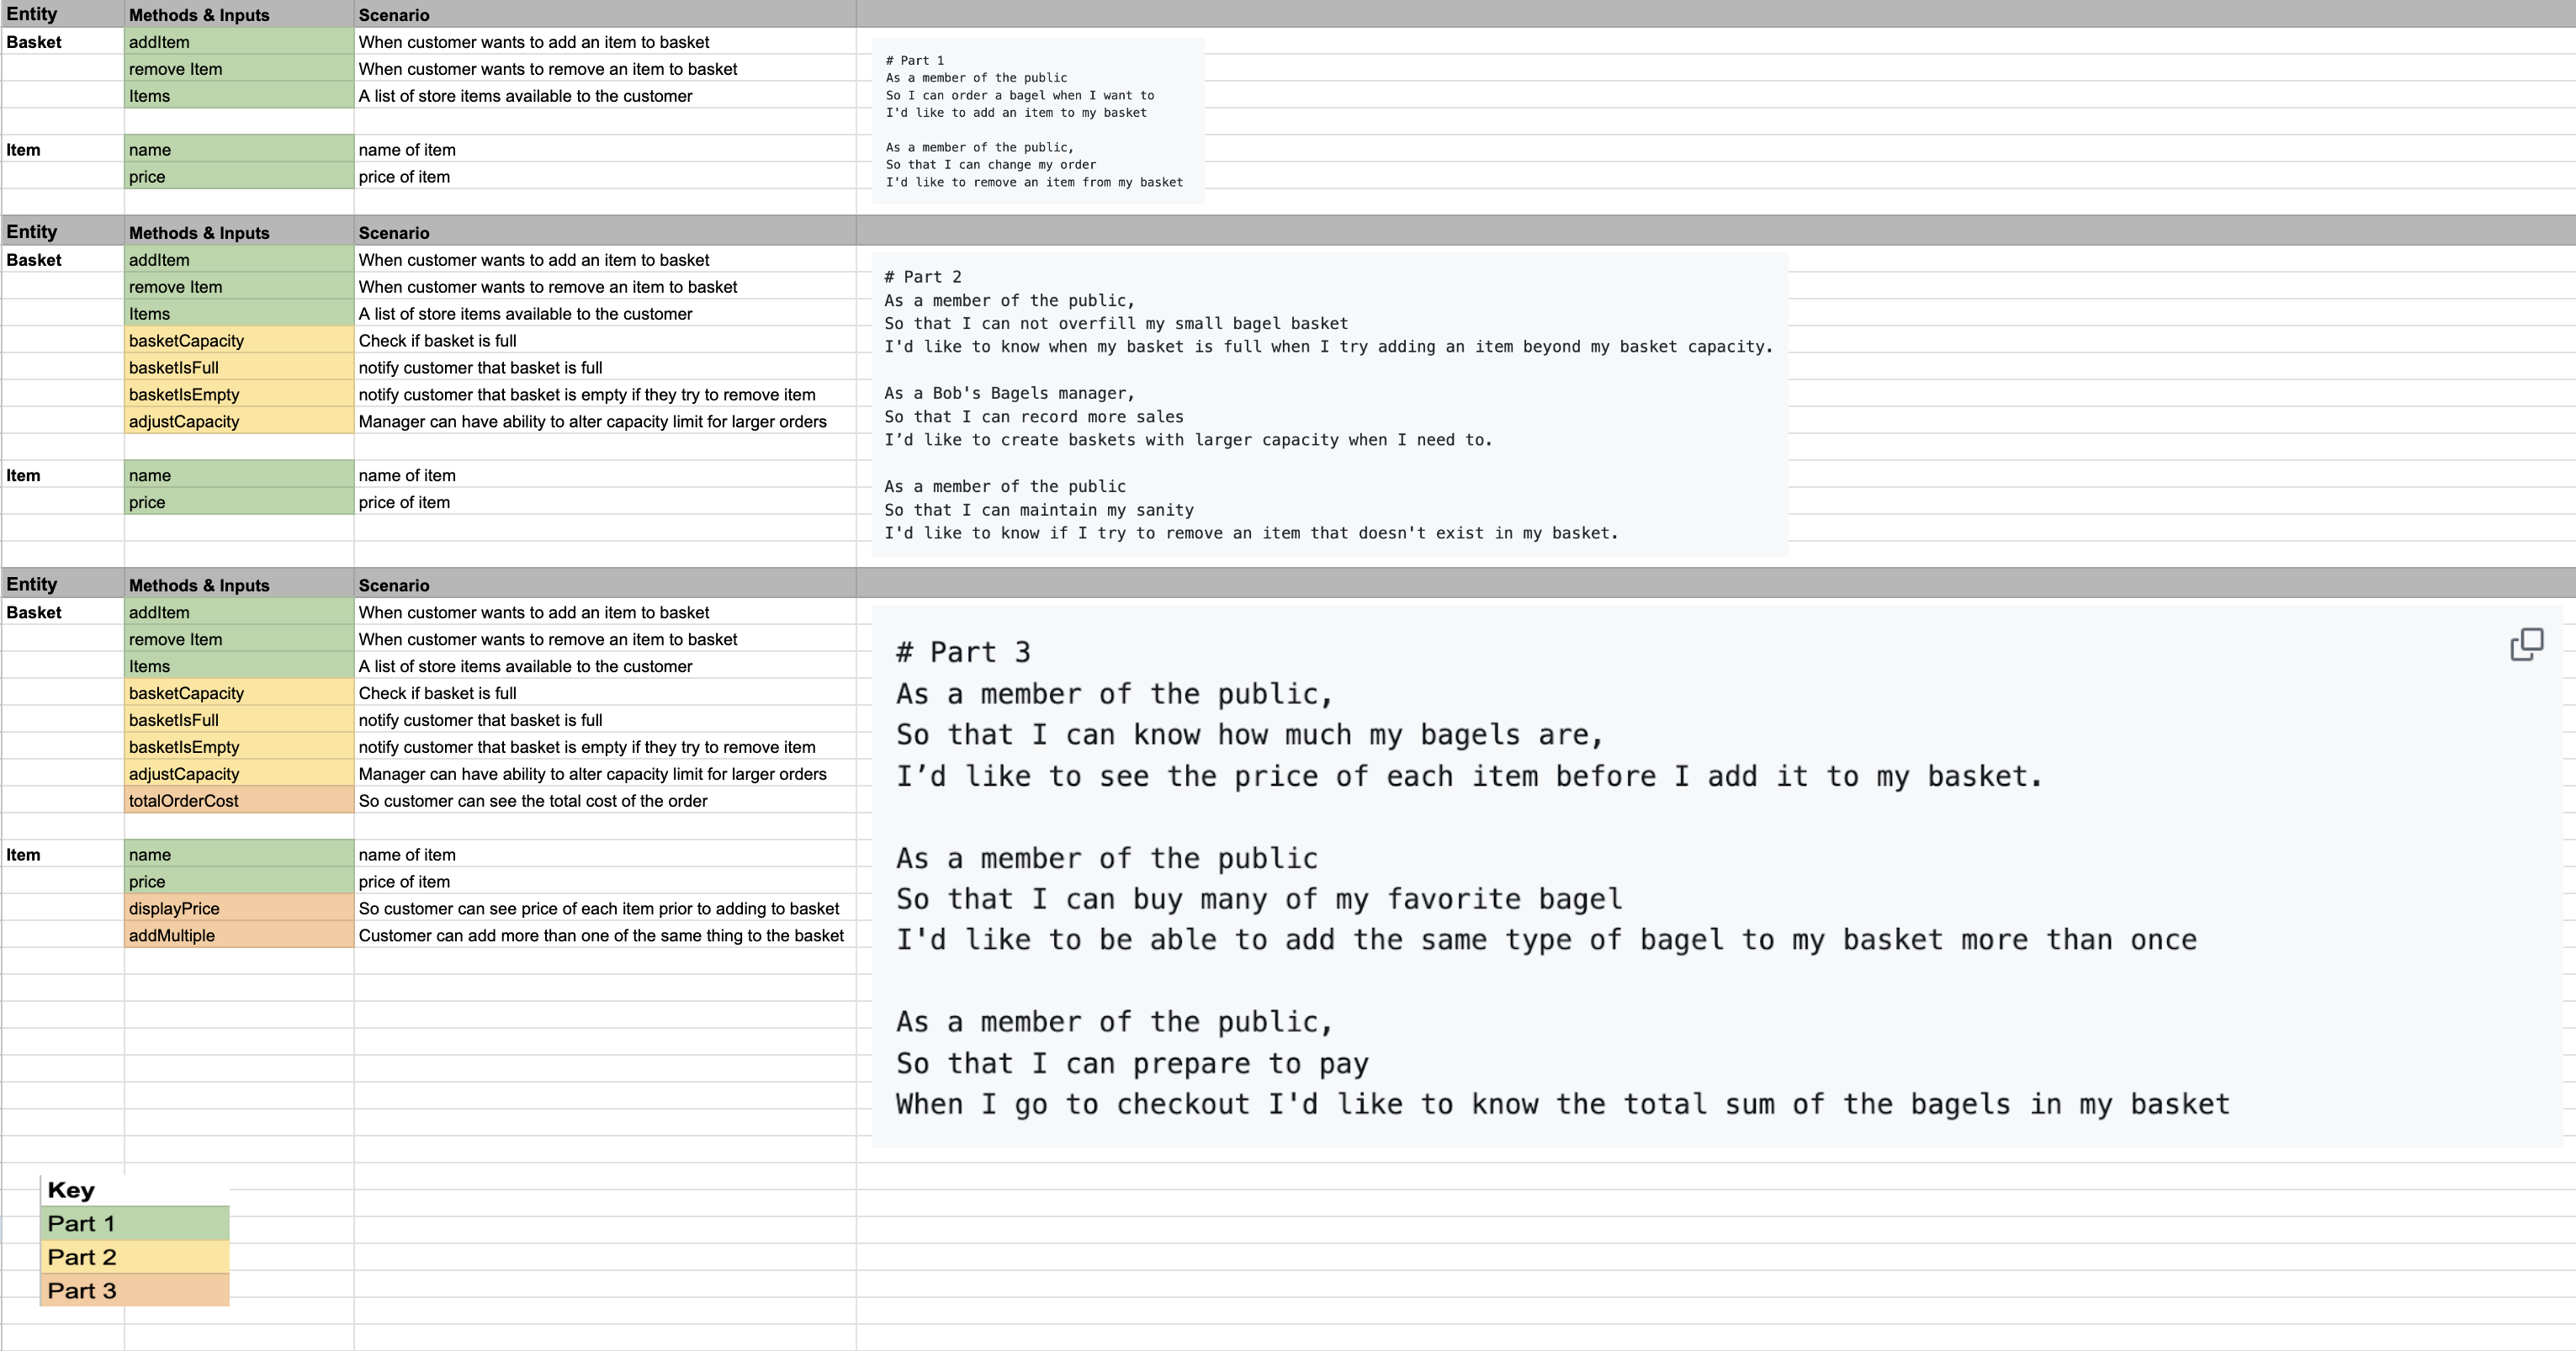 Entity Methods & Inputs Scenario
Basket addItem When customer wants to add an item to basket
remove Item When customer wants to remove an item to basket
Items A list of store items available to the customer
Item name name of item
price price of item
# Part 1
As a member of the public
So I can order a bagel when I want to
I'd like to add an item to my basket
As a member of the public,
So that I can change my order
I'd like to remove an item from my basket
Entity Methods & Inputs Scenario
Basket addItem When customer wants to add an item to basket
remove Item When customer wants to remove an item to basket
Items A list of store items available to the customer
basketCapacity Check if basket is full
basketIsFull notify customer that basket is full
basketIsEmpty notify customer that basket is empty if they try to remove item
adjustCapacity Manager can have ability to alter capacity limit for larger orders
Item name name of item
price price of item
# Part 2
As a member of the public,
So that I can not overfill my small bagel basket
I'd like to know when my basket is full when I try adding an item beyond my basket capacity.
As a Bob's Bagels manager,
So that I can record more sales
I’d like to create baskets with larger capacity when I need to.
As a member of the public
So that I can maintain my sanity
I'd like to know if I try to remove an item that doesn't exist in my basket.
Entity Methods & Inputs Scenario
Basket addItem When customer wants to add an item to basket
remove Item When customer wants to remove an item to basket
Items A list of store items available to the customer
basketCapacity Check if basket is full
basketIsFull notify customer that basket is full
basketIsEmpty notify customer that basket is empty if they try to remove item
adjustCapacity Manager can have ability to alter capacity limit for larger orders
totalOrderCost So customer can see the total cost of the order
Item name name of item
price price of item
displayPrice So customer can see price of each item prior to adding to basket
addMultiple Customer can add more than one of the same thing to the basket
# Part 3
As a member of the public,
So that I can know how much my bagels are,
I’d like to see the price of each item before I add it to my basket.
As a member of the public
So that I can buy many of my favorite bagel
I'd like to be able to add the same type of bagel to my basket more than once
As a member of the public,
So that I can prepare to pay
When I go to checkout I'd like to know the total sum of the bagels in my basket
Key
Part 1
Part 2
Part 3